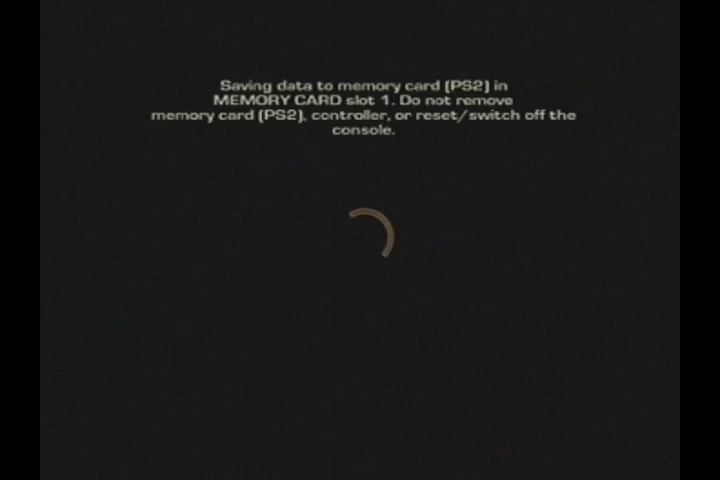 Saving data to memory card (PS2) in
MEMORY CARD slot 1. Do not remove
memory card (PS2), controller, or reset/switch off the
console.